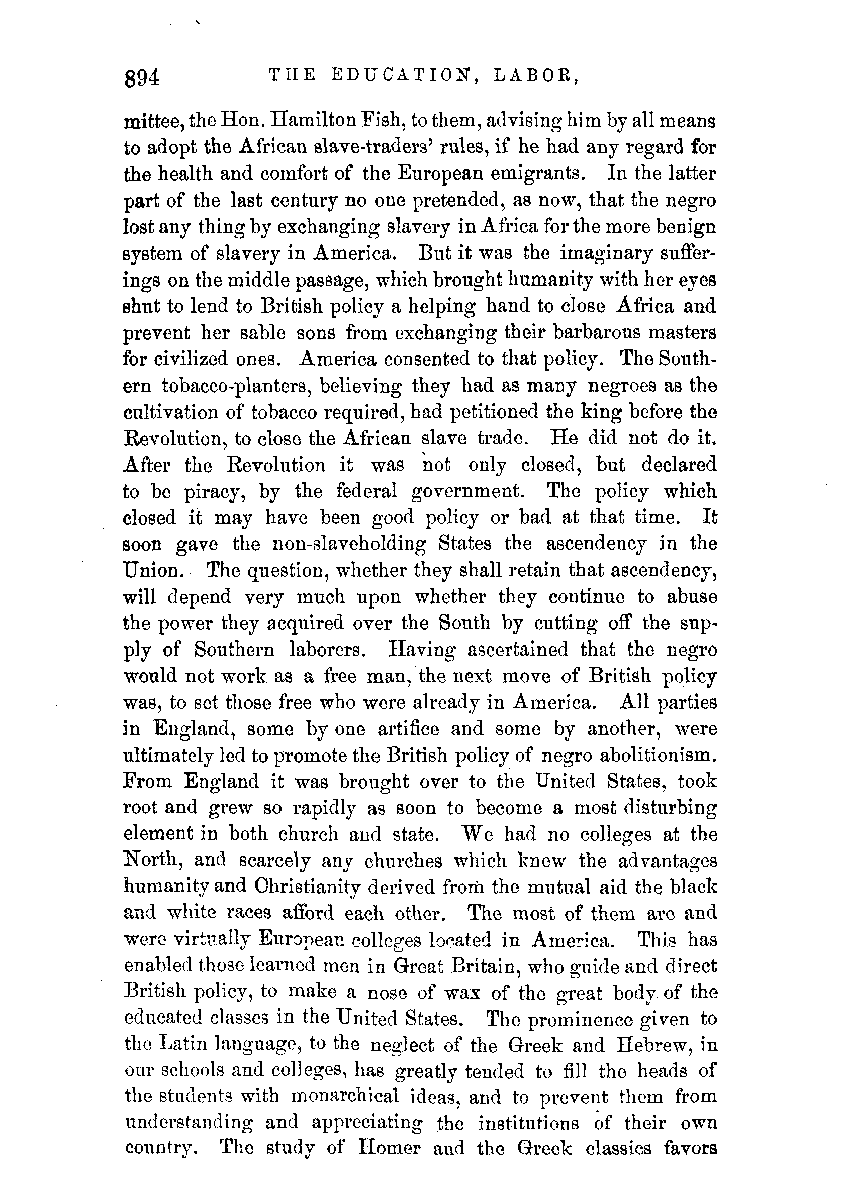 894 THE EDUCATION, LABOR,
mittee, the Hon. Hamilton Fish, to them, advising him by all means
to adopt the African slave-traders' rules, if he had any regard for
the health and comfort of the European emigrants. In the latter
part of the last century no one pretended, as now, that the negro
lost any thing by exchanging slavery in Africa for the more benign
system of slavery in America. But it was the imaginary suffer-
ings on the middle passage, which brought humanity with her eyes
shut to lend to British policy a helping hand to close Africa and
prevent her sable sons from exchanging their barbarous masters
for civilized ones. America consented to that policy. The South-
ern tobacco-planters, believing they had as many negroes as the
cultivation of tobacco required, had petitioned the king before the
Revolution, to close the African slave trade. He did not do it.
After the Revolution it was not only closed, but declared
to be piracy, by the federal government. The policy which
closed it may have been good policy or bad at that time. It
soon gave the non-slaveholding States the ascendency in the
Union. The question, whether they shall retain that ascendency,
will depend very much upon whether they continue to abuse
the power they acquired over the South by cutting off the sup-
ply of Southern laborers. Having ascertained that the negro
would not work as a free man, the next move of British policy
was, to set those free who were already in America. All parties
in England, some by one artifice and some by another, were
ultimately led to promote the British policy of negro abolitionism.
From England it was brought over to the United States, took
root and grew so rapidly as soon to become a most disturbing
element in both church and state. We had no colleges at the
North, and scarcely any churches which knew the advantages
humanity and Christianity derived from the mutual aid the black
and white races afford each other. The most of them are and
were virtually European colleges located in America. This has
enabled those learned men in Great Britain, who guide and direct
British policy, to make a nose of wax of the great body of the
educated classes in the United States. The prominence given to
the Latin language, to the neglect of the Greek and Hebrew, in
our schools and colleges, has greatly tended to fill the heads of
the students with monarchical ideas, and to prevent them from
understanding and appreciating the institutions of their own
country. The study of Homer and the Greek classics favors